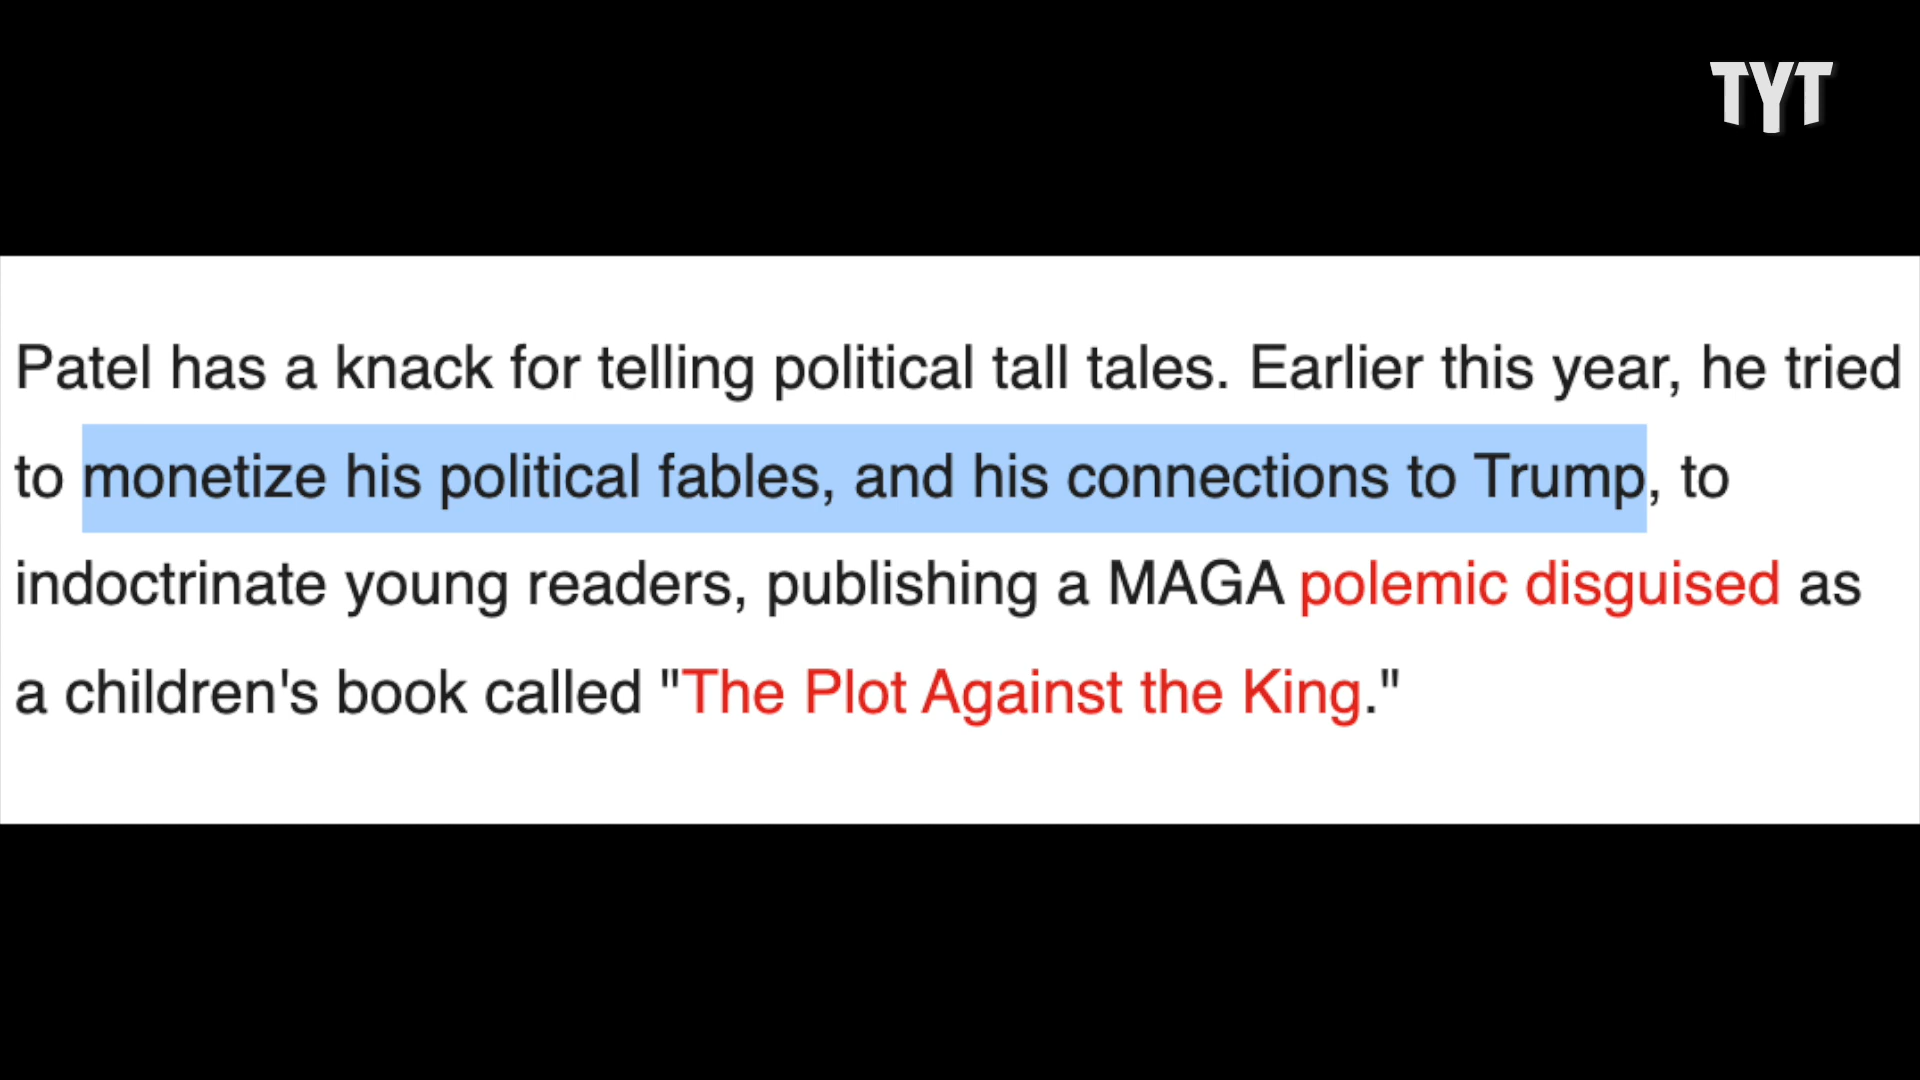 TYT
Patel has a knack for telling political tall tales. Earlier this year, he tried
to monetize his political fables, and his connections to Trump, to
indoctrinate young readers, publishing a MAGA polemic disguised as
a children's book called "The Plot Against the King."